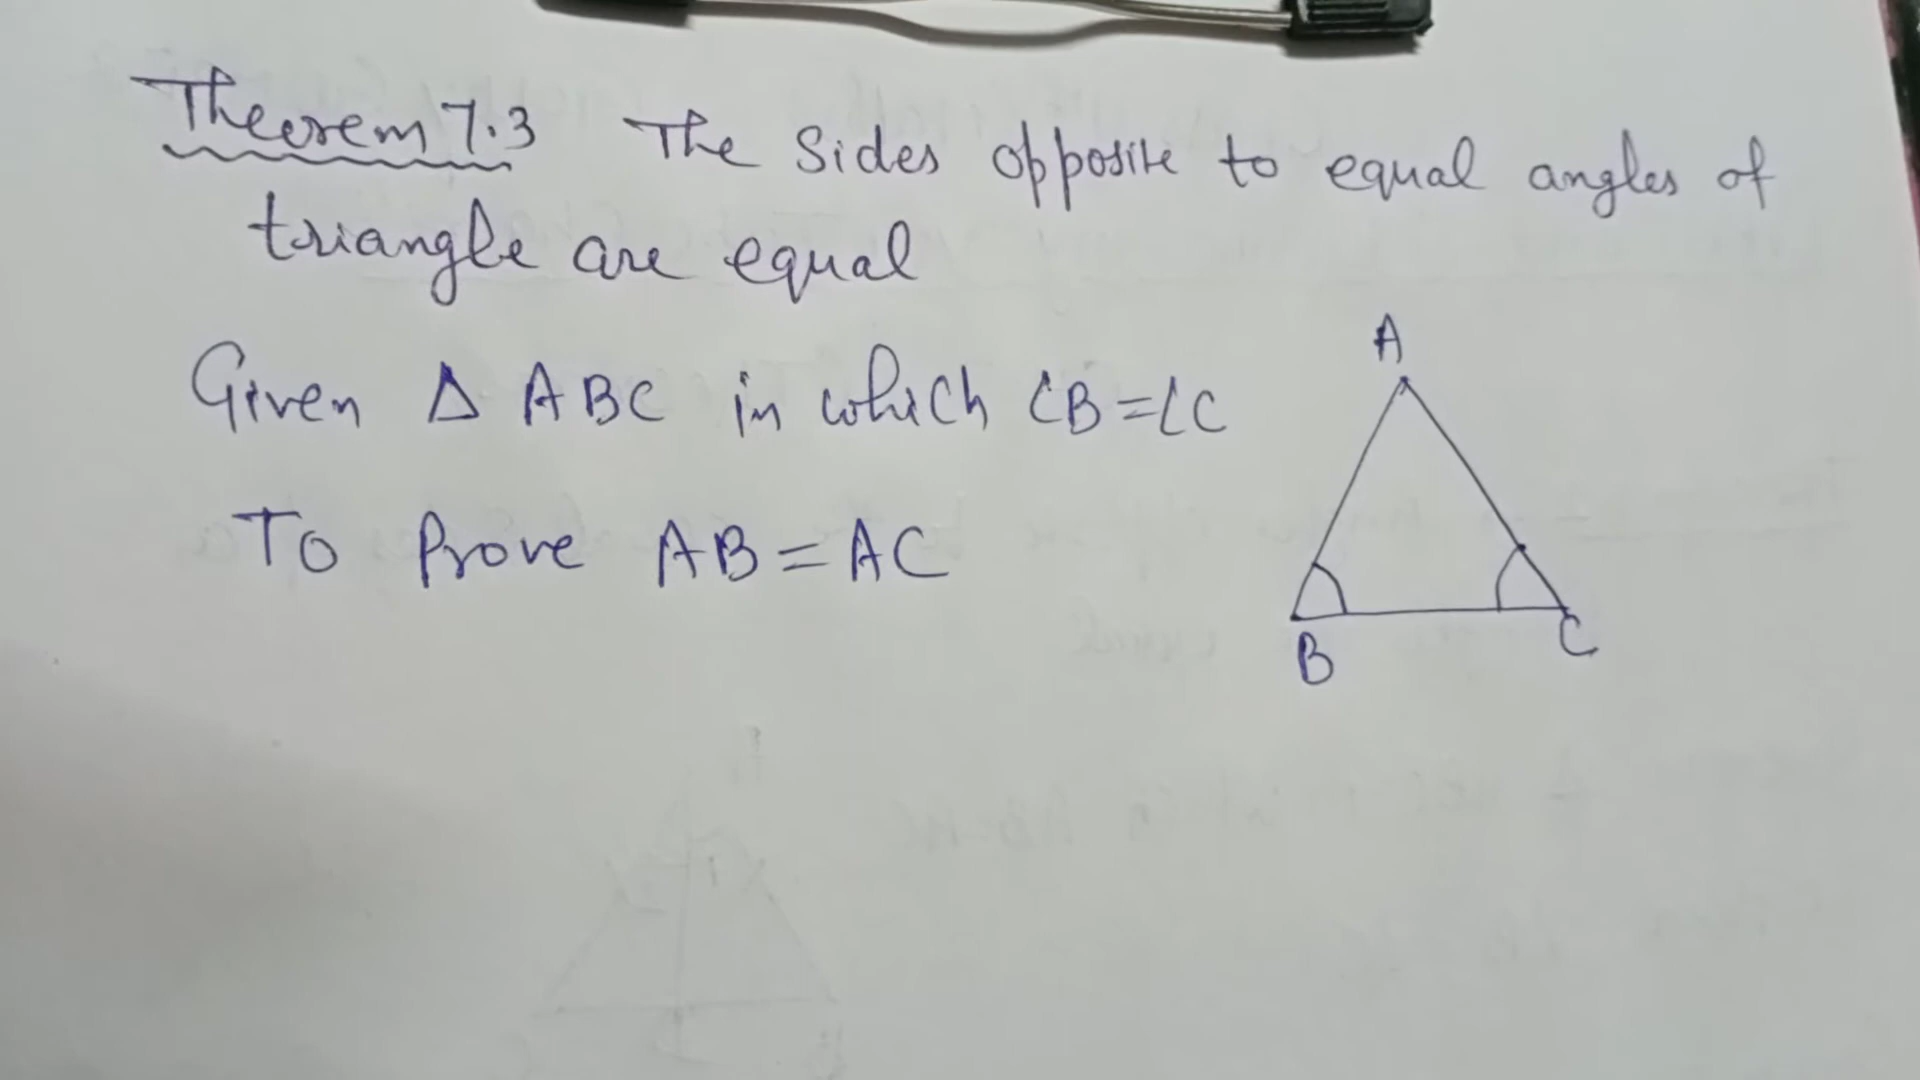 Theorem 7.3 The Sides opposite to equal angles of
triangle are equal
Given Δ ABC in which ∠B=∠C
To Prove AB=AC
A
B
C